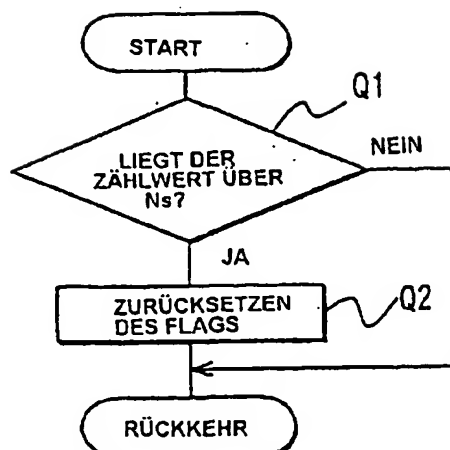 START
Q1
LIEGT DER
ZÄHLWERT ÜBER
Ns?
NEIN
JA
ZURÜCKSETZEN
DES FLAGS
Q2
RÜCKKEHR